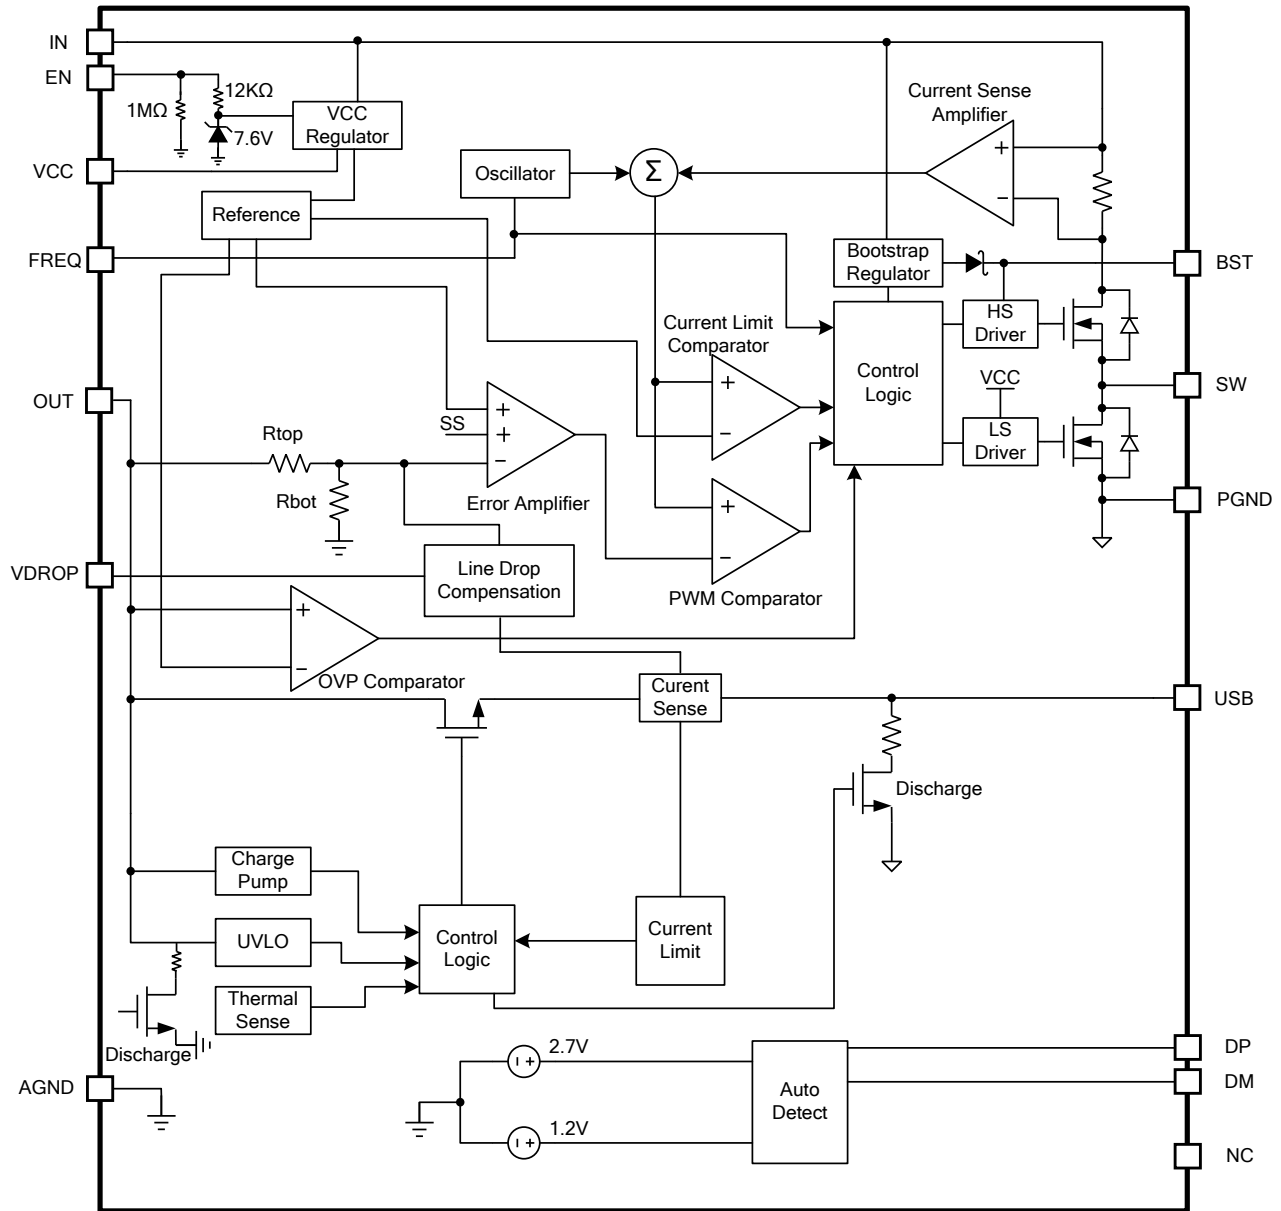 IN
EN
12KΩ
1MΩ
7.6V
VCC
Regulator
Current Sense
Amplifier
+
−
VCC
Oscillator
Σ
Reference
FREQ
Bootstrap
Regulator
BST
HS
Driver
Current Limit
Comparator
+
−
Control
Logic
VCC
SW
LS
Driver
OUT
Rtop
Rbot
SS
+
+
−
Error Amplifier
+
−
PWM Comparator
PGND
VDROP
Line Drop
Compensation
+
−
OVP Comparator
Curent
Sense
USB
Discharge
Charge
Pump
UVLO
Thermal
Sense
Control
Logic
Current
Limit
Discharge
AGND
2.7V
+
1.2V
+
Auto
Detect
DP
DM
NC